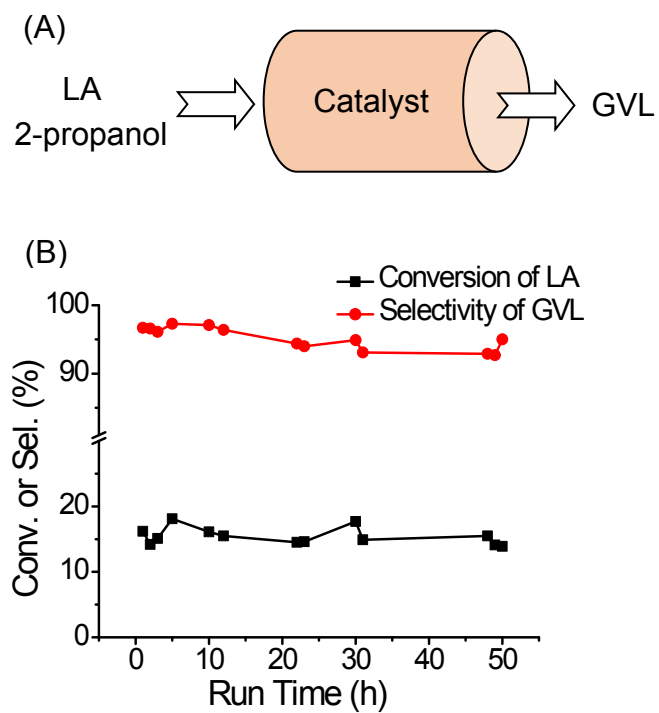 (A)
LA
2-propanol
Catalyst
GVL
(B)
Conversion of LA
Selectivity of GVL
Conv. or Sel. (%)
100
90
20
10
0
0 10 20 30 40 50
Run Time (h)